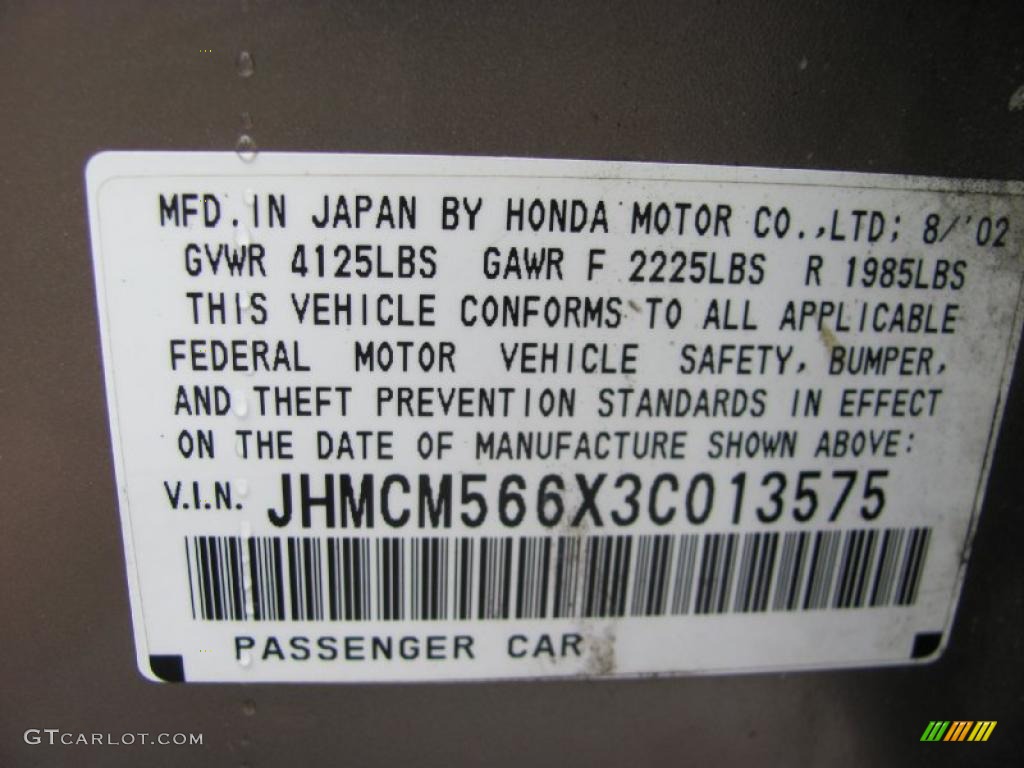 MFD. IN JAPAN BY HONDA MOTOR CO.,LTD; 8/'02
GVWR 4125LBS GAWR F 2225LBS R 1985LBS
THIS VEHICLE CONFORMS TO ALL APPLICABLE
FEDERAL MOTOR VEHICLE SAFETY, BUMPER,
AND THEFT PREVENTION STANDARDS IN EFFECT
ON THE DATE OF MANUFACTURE SHOWN ABOVE:
V.I.N. JHMCM566X3C013575
PASSENGER CAR
GTCARLOT.COM